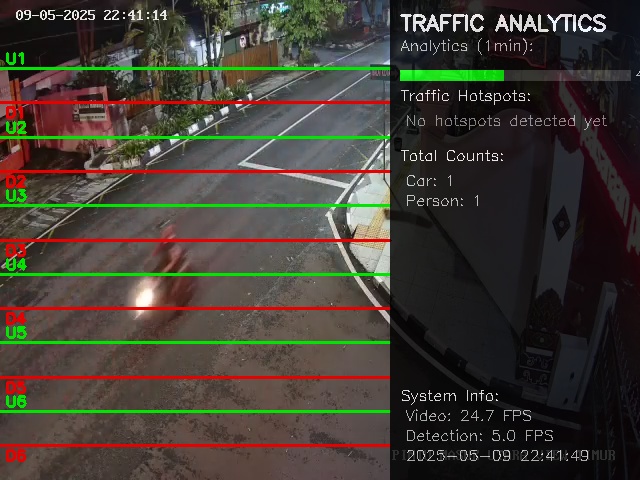 09-05-2025 22:41:14
TRAFFIC ANALYTICS
Analytics (1min):
4
Traffic Hotspots:
No hotspots detected yet
Total Counts:
Car: 1
Person: 1
System Info:
Video: 24.7 FPS
Detection: 5.0 FPS
2025-05-09 22:41:49
U1
D1
U2
D2
U3
D3
U4
D4
U5
D5
U6
D6